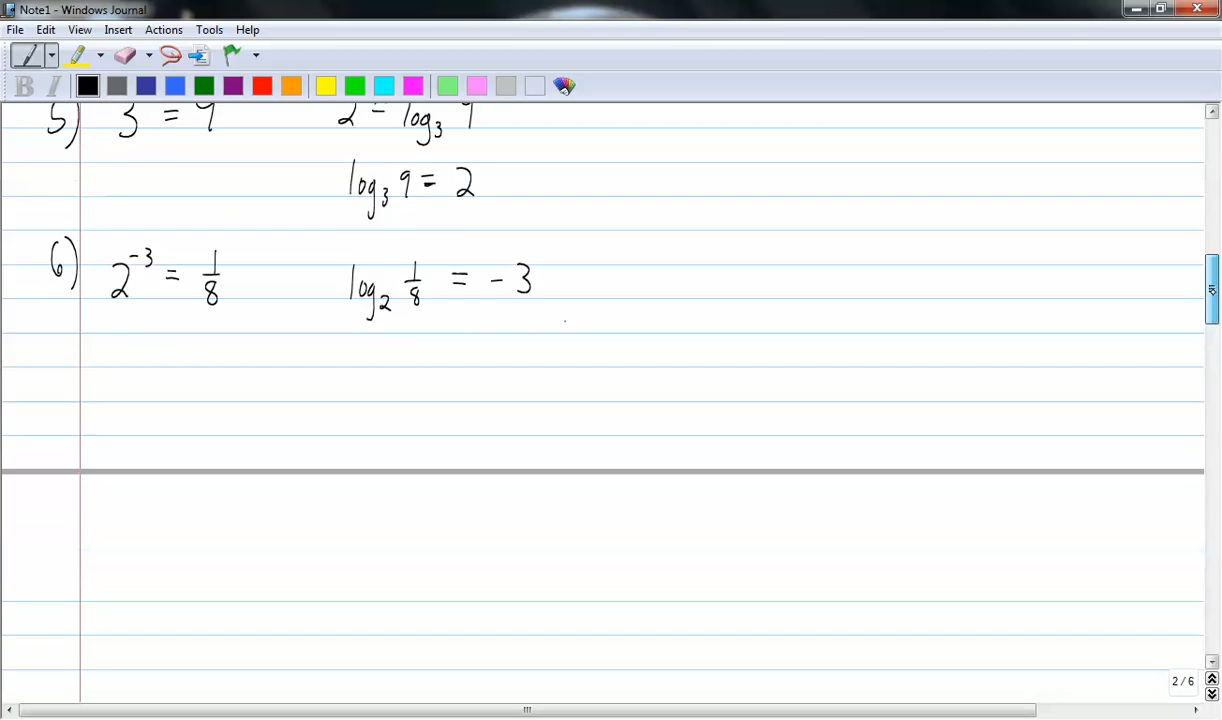 Note1 - Windows Journal
File Edit View Insert Actions Tools Help
5) 3 = 9 2 = log₃ 9
log₃ 9 = 2
6) 2⁻³ = 1/8 log₂ 1/8 = -3
2 / 6